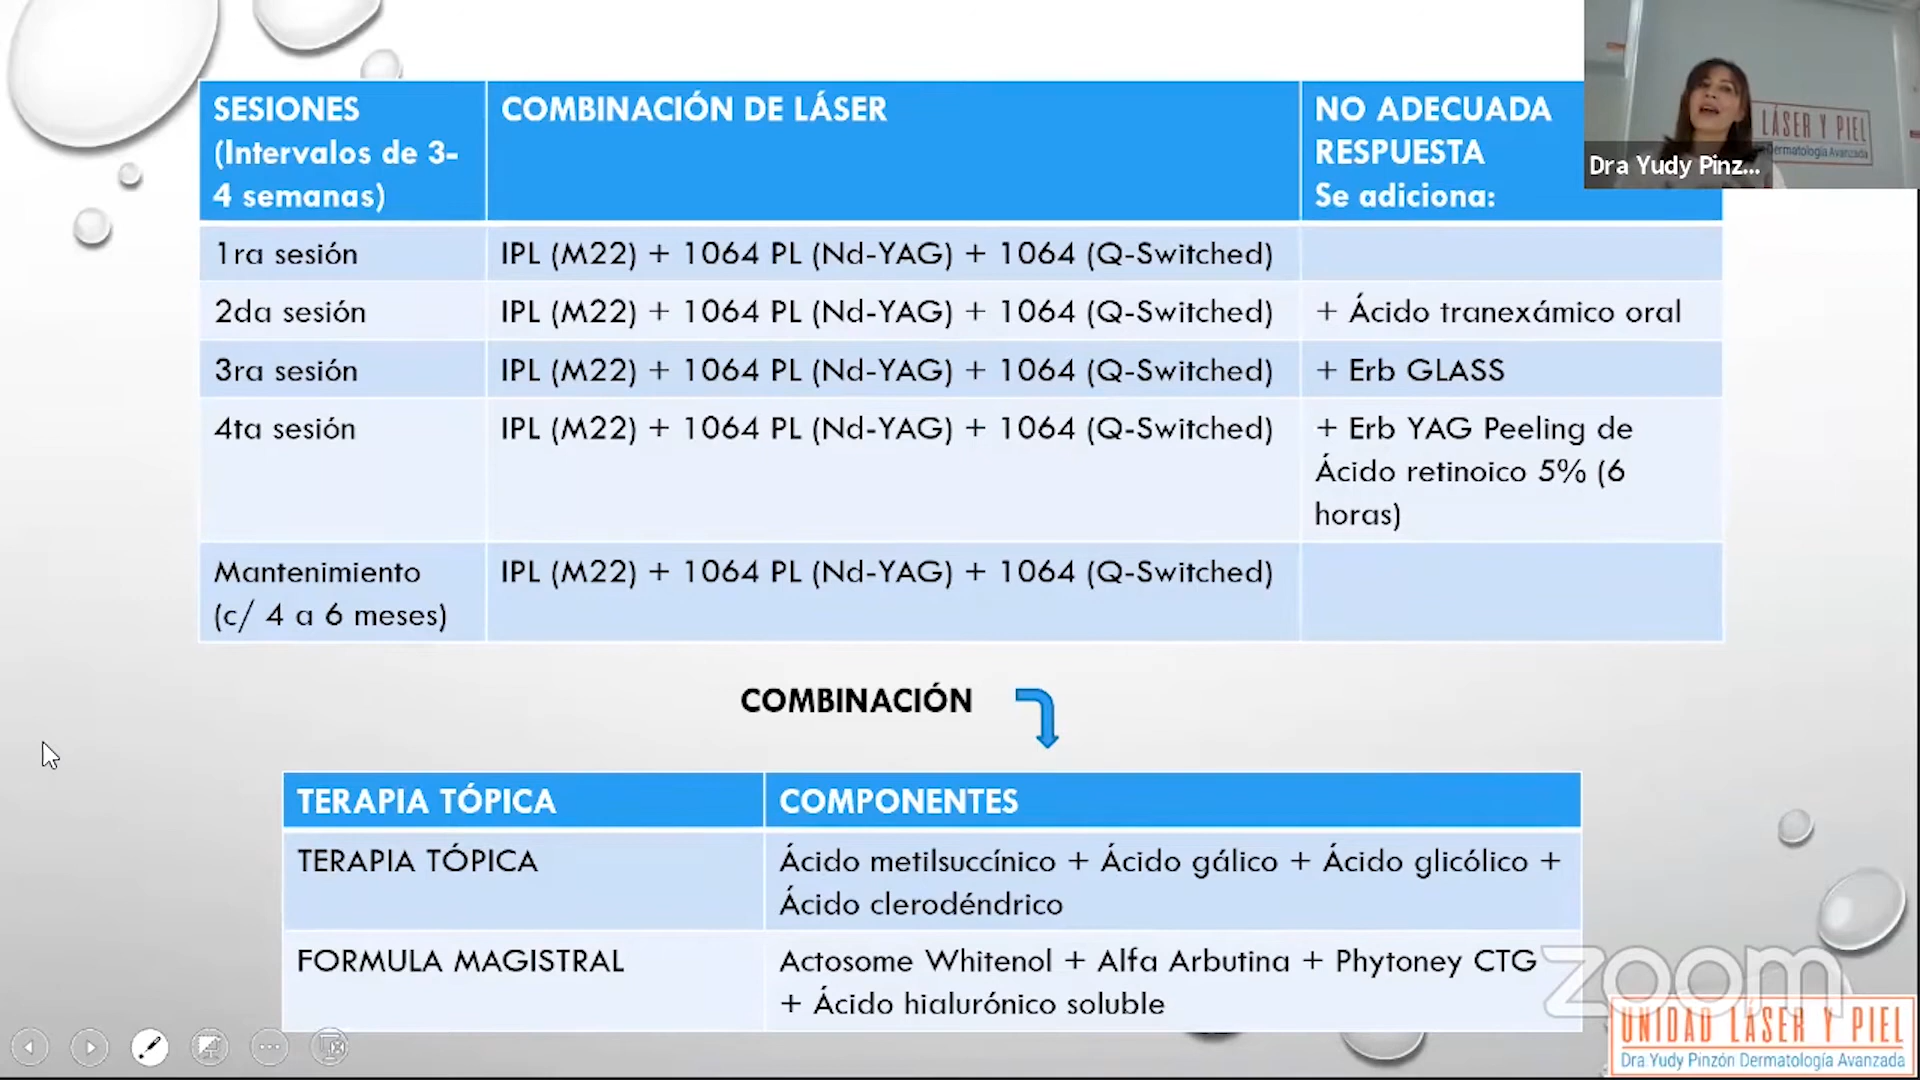 SESIONES
(Intervalos de 3-
4 semanas)
COMBINACIÓN DE LÁSER
NO ADECUADA
RESPUESTA
Se adiciona:
1ra sesión
IPL (M22) + 1064 PL (Nd-YAG) + 1064 (Q-Switched)
2da sesión
IPL (M22) + 1064 PL (Nd-YAG) + 1064 (Q-Switched)
+ Ácido tranexámico oral
3ra sesión
IPL (M22) + 1064 PL (Nd-YAG) + 1064 (Q-Switched)
+ Erb GLASS
4ta sesión
IPL (M22) + 1064 PL (Nd-YAG) + 1064 (Q-Switched)
+ Erb YAG Peeling de
Ácido retinoico 5% (6
horas)
Mantenimiento
(c/ 4 a 6 meses)
IPL (M22) + 1064 PL (Nd-YAG) + 1064 (Q-Switched)
COMBINACIÓN
TERAPIA TÓPICA
COMPONENTES
TERAPIA TÓPICA
Ácido metilsuccínico + Ácido gálico + Ácido glicólico +
Ácido clerodéndrico
FORMULA MAGISTRAL
Actosome Whitenol + Alfa Arbutina + Phytoney CTG
+ Ácido hialurónico soluble
LÁSER Y PIEL
Dermatología Avanzada
Dra Yudy Pinz...
zoom
UNIDAD LÁSER Y PIEL
Dra.Yudy Pinzón Dermatología Avanzada